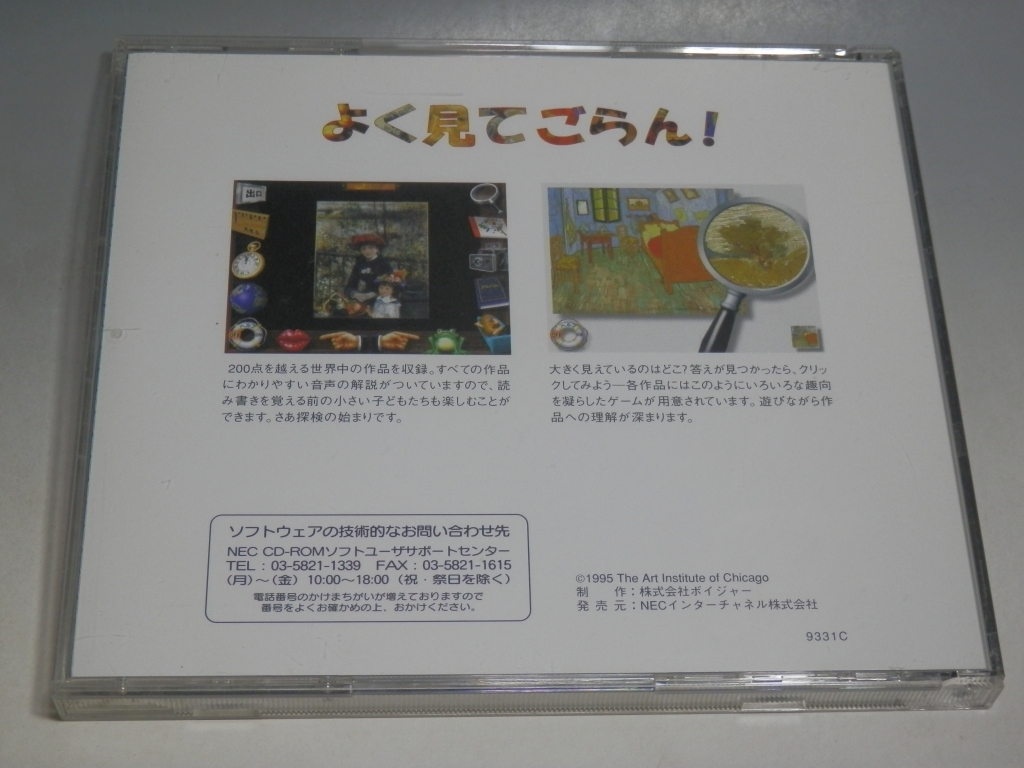 よく見てごらん!
出口
200点を越える世界中の作品を収録。すべての作品
にわかりやすい音声の解説がついていますので、読
み書きを覚える前の小さい子どもたちも楽しむことが
できます。さあ探検の始まりです。
大きく見えているのはどこ?答えが見つかったら、クリッ
クしてみよう―各作品にはこのようにいろいろな趣向
を凝らしたゲームが用意されています。遊びながら作
品への理解が深まります。
ソフトウェアの技術的なお問い合わせ先
NEC CD-ROMソフトユーザサポートセンター
TEL：03-5821-1339 FAX：03-5821-1615
(月)～(金) 10:00～18:00 (祝・祭日を除く)
電話番号のかけまちがいが増えておりますので
番号をよくお確かめの上、おかけください。
©1995 The Art Institute of Chicago
制 作：株式会社ボイジャー
発 売 元：NECインターチャネル株式会社
9331C